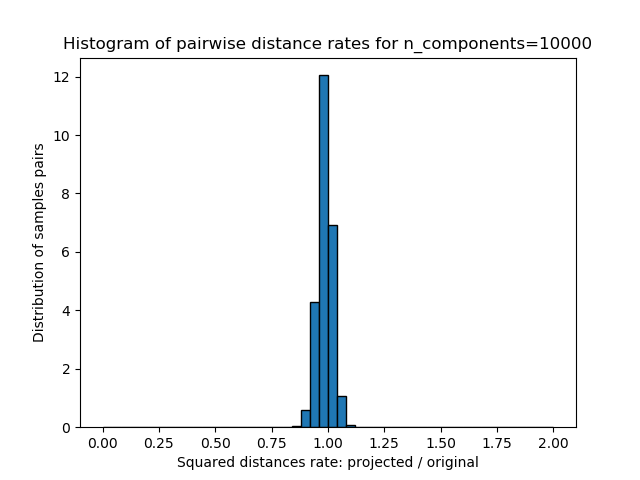 Histogram of pairwise distance rates for n_components=10000
12
10
8
6
4
2
0
Distribution of samples pairs
0.00 0.25 0.50 0.75 1.00 1.25 1.50 1.75 2.00
Squared distances rate: projected / original